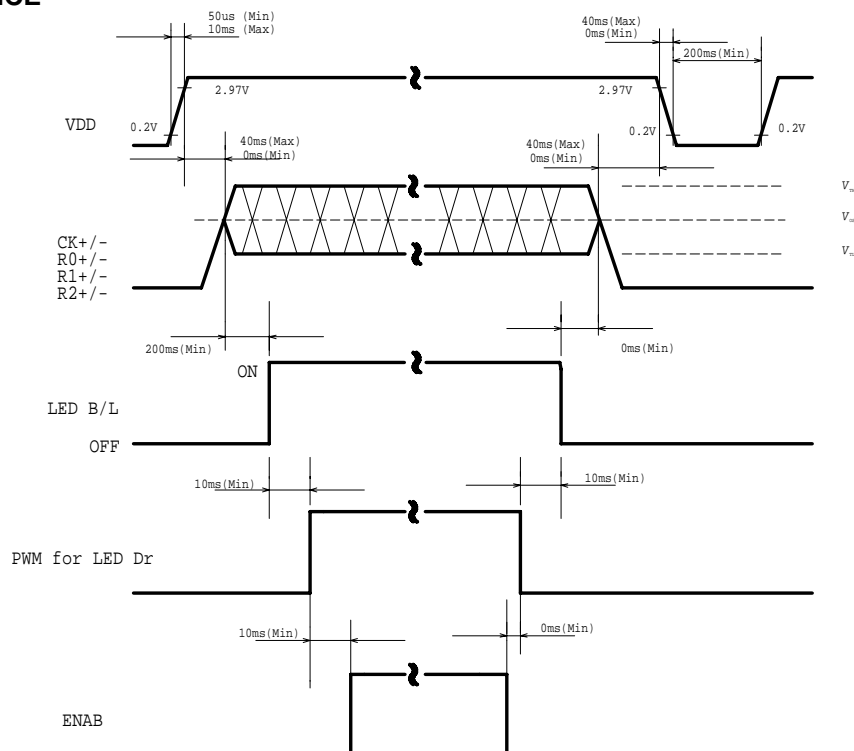 50us (Min)
10ms (Max)
40ms(Max)
0ms(Min)
200ms(Min)
2.97V
2.97V
VDD
0.2V
0.2V
0.2V
40ms(Max)
0ms(Min)
40ms(Max)
0ms(Min)
CK+/-
R0+/-
R1+/-
R2+/-
200ms(Min)
0ms(Min)
ON
LED B/L
OFF
10ms(Min)
10ms(Min)
PWM for LED Dr
10ms(Min)
0ms(Min)
ENAB